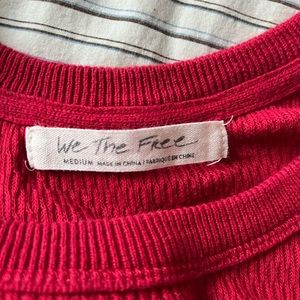 We The Free
MEDIUM MADE IN CHINA / FABRIQUÉ EN CHINE